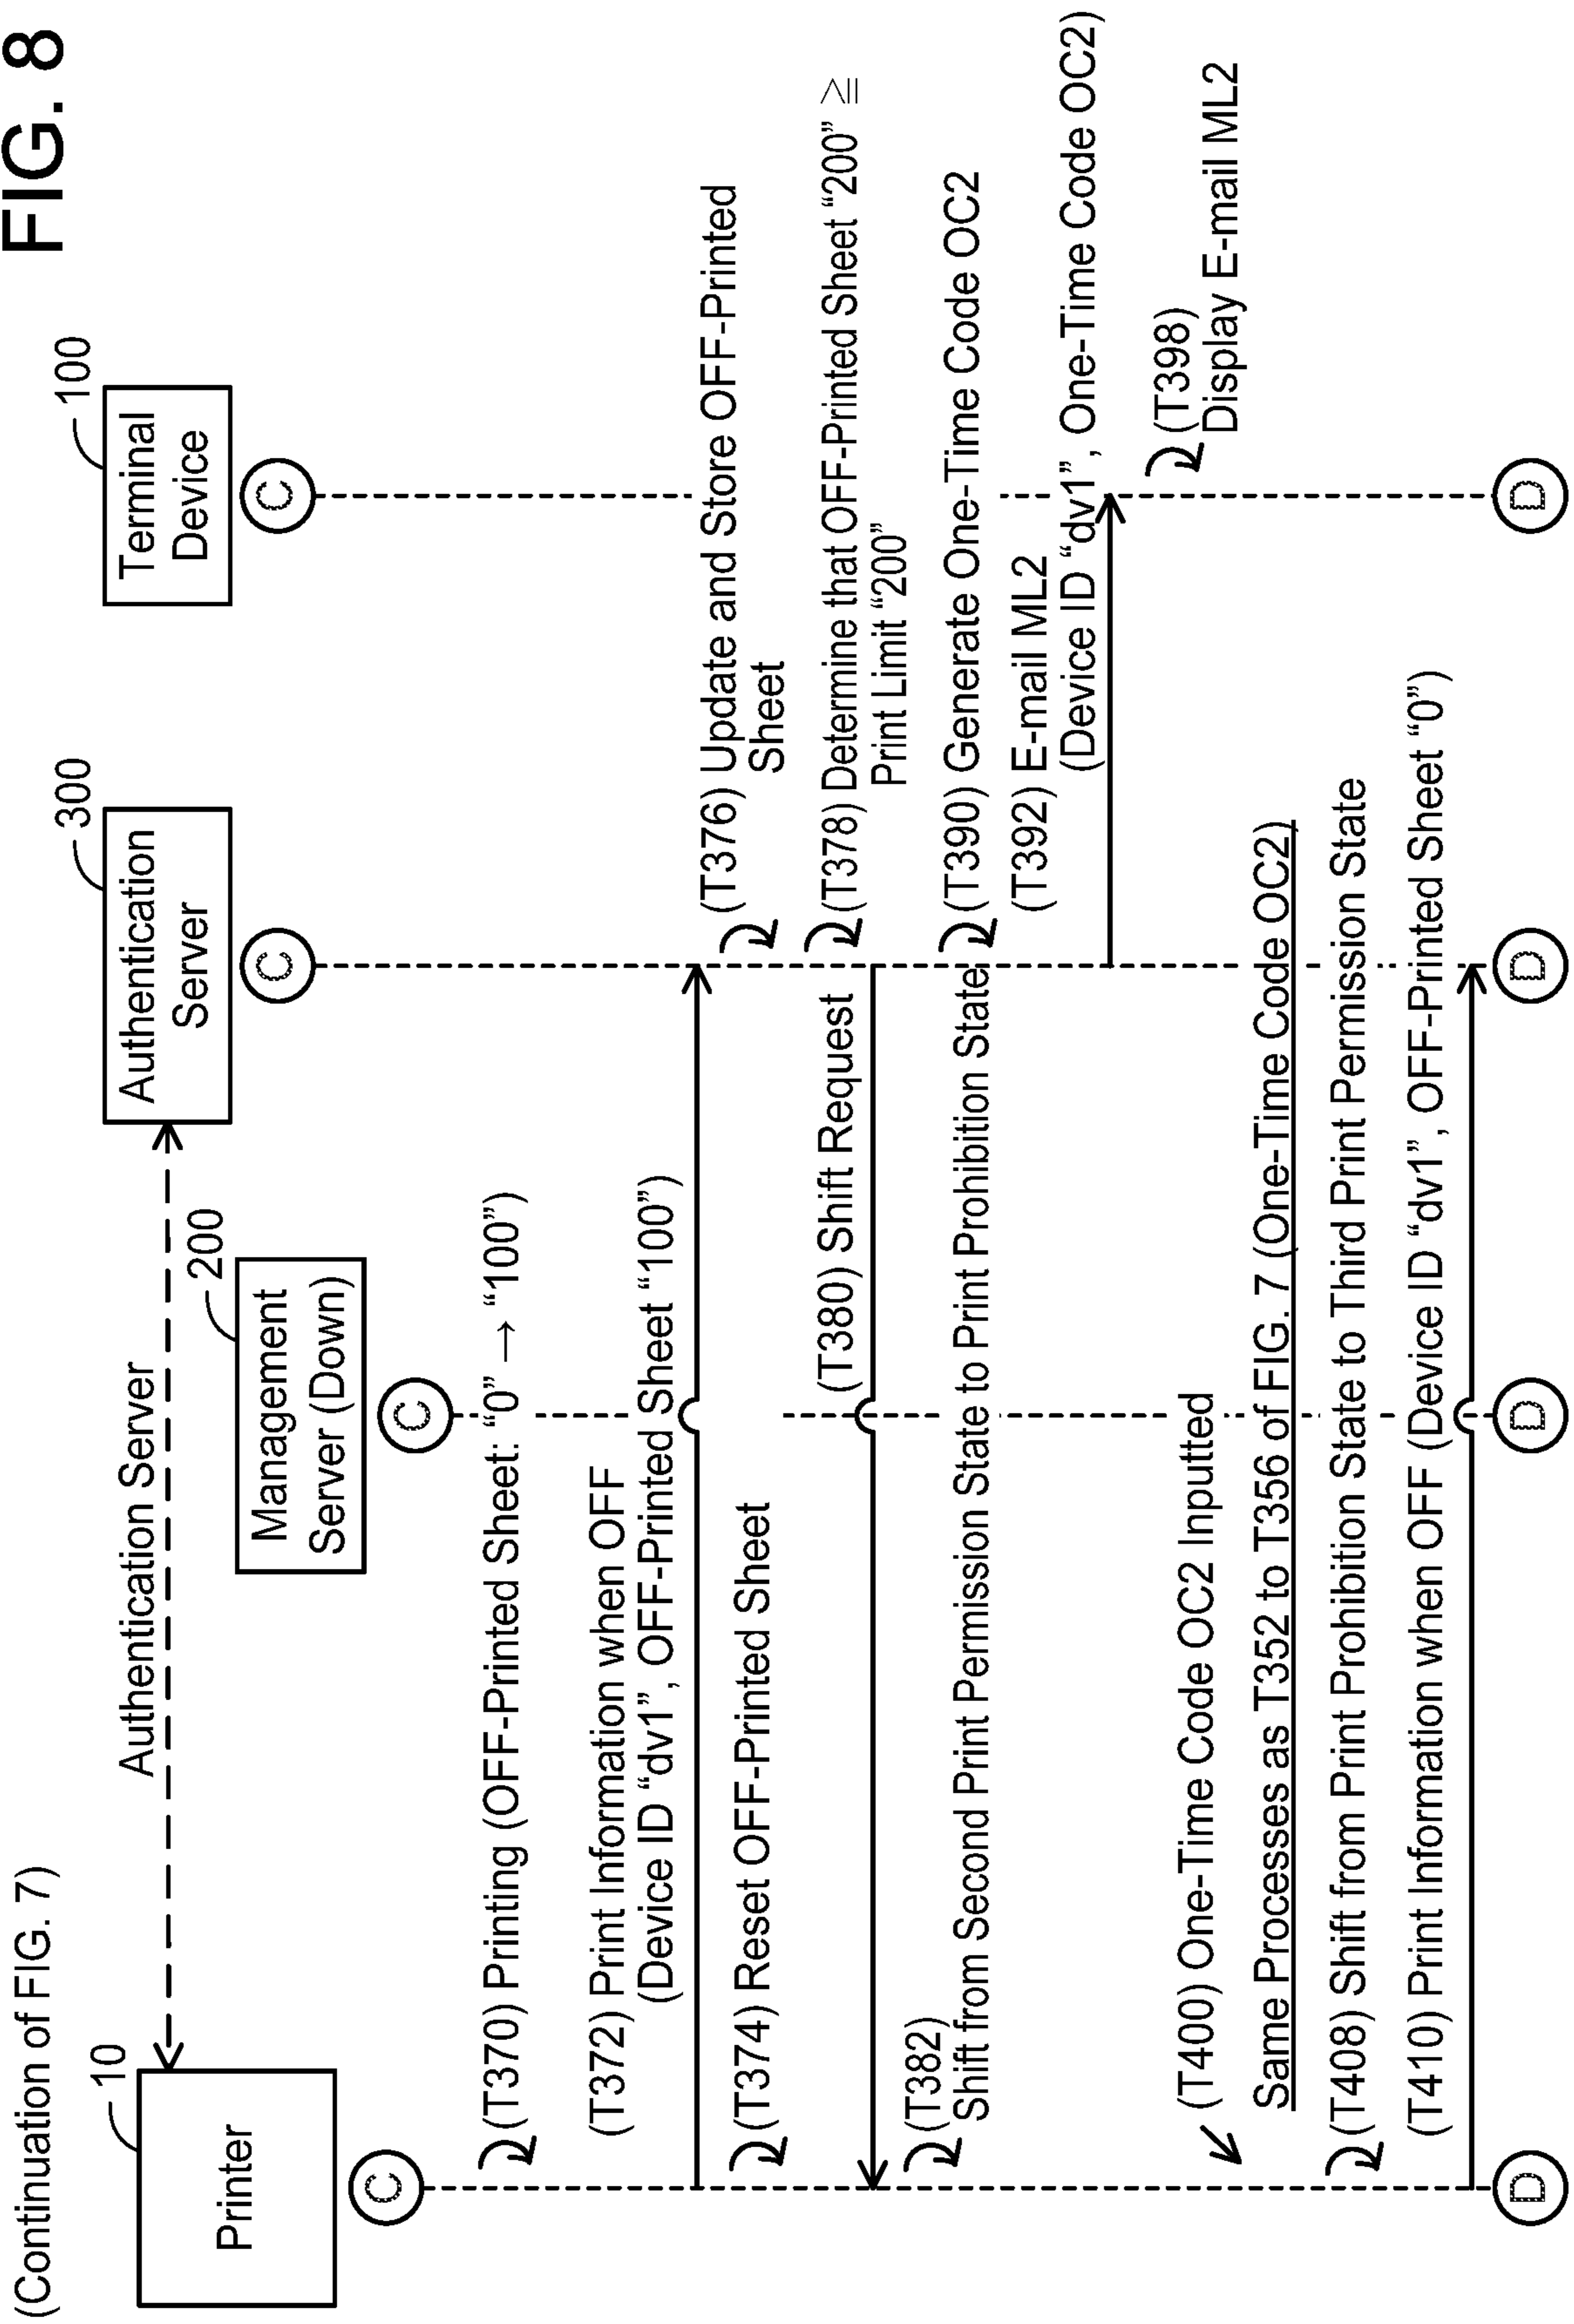 (Continuation of FIG. 7)
FIG. 8
10
Printer
Authentication Server
200
Management
Server (Down)
300
Authentication
Server
100
Terminal
Device
C
C
C
C
(T370) Printing (OFF-Printed Sheet: “0” → “100”)
(T372) Print Information when OFF
(Device ID “dv1”, OFF-Printed Sheet “100”)
(T374) Reset OFF-Printed Sheet
(T376) Update and Store OFF-Printed
Sheet
(T378) Determine that OFF-Printed Sheet “200” ≧
Print Limit “200”
(T380) Shift Request
(T382)
Shift from Second Print Permission State to Print Prohibition State
(T390) Generate One-Time Code OC2
(T392) E-mail ML2
(Device ID “dv1”, One-Time Code OC2)
(T398)
Display E-mail ML2
(T400) One-Time Code OC2 Inputted
Same Processes as T352 to T356 of FIG. 7 (One-Time Code OC2)
(T408) Shift from Print Prohibition State to Third Print Permission State
(T410) Print Information when OFF (Device ID “dv1”, OFF-Printed Sheet “0”)
D
D
D
D